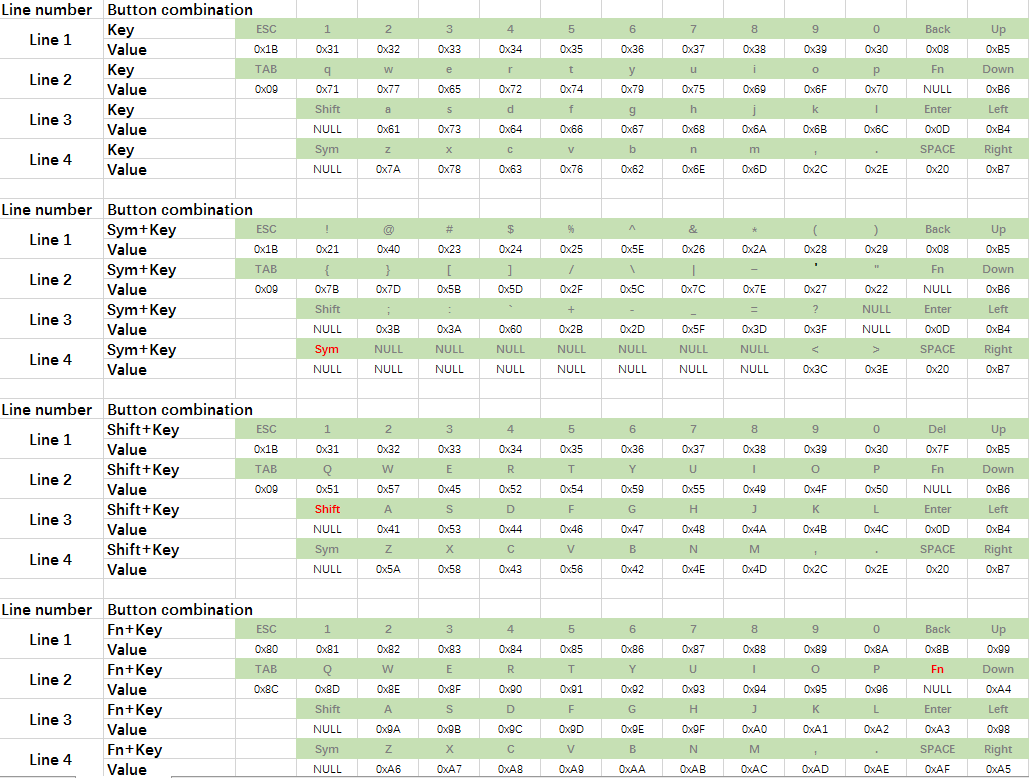 Line number Button combination
Line 1 Key ESC 1 2 3 4 5 6 7 8 9 0 Back Up
Value 0x1B 0x31 0x32 0x33 0x34 0x35 0x36 0x37 0x38 0x39 0x30 0x08 0xB5
Line 2 Key TAB q w e r t y u i o p Fn Down
Value 0x09 0x71 0x77 0x65 0x72 0x74 0x79 0x75 0x69 0x6F 0x70 NULL 0xB6
Line 3 Key Shift a s d f g h j k l Enter Left
Value NULL 0x61 0x73 0x64 0x66 0x67 0x68 0x6A 0x6B 0x6C 0x0D 0xB4
Line 4 Key Sym z x c v b n m , . SPACE Right
Value NULL 0x7A 0x78 0x63 0x76 0x62 0x6E 0x6D 0x2C 0x2E 0x20 0xB7
Line number Button combination
Line 1 Sym+Key ESC ! @ # $ % ^ & * ( ) Back Up
Value 0x1B 0x21 0x40 0x23 0x24 0x25 0x5E 0x26 0x2A 0x28 0x29 0x08 0xB5
Line 2 Sym+Key TAB { } [ ] / \ | ~ ' " Fn Down
Value 0x09 0x7B 0x7D 0x5B 0x5D 0x2F 0x5C 0x7C 0x7E 0x27 0x22 NULL 0xB6
Line 3 Sym+Key Shift ; : ` + - _ = ? NULL Enter Left
Value NULL 0x3B 0x3A 0x60 0x2B 0x2D 0x5F 0x3D 0x3F NULL 0x0D 0xB4
Line 4 Sym+Key Sym NULL NULL NULL NULL NULL NULL NULL < > SPACE Right
Value NULL NULL NULL NULL NULL NULL NULL NULL 0x3C 0x3E 0x20 0xB7
Line number Button combination
Line 1 Shift+Key ESC 1 2 3 4 5 6 7 8 9 0 Del Up
Value 0x1B 0x31 0x32 0x33 0x34 0x35 0x36 0x37 0x38 0x39 0x30 0x7F 0xB5
Line 2 Shift+Key TAB Q W E R T Y U I O P Fn Down
Value 0x09 0x51 0x57 0x45 0x52 0x54 0x59 0x55 0x49 0x4F 0x50 NULL 0xB6
Line 3 Shift+Key Shift A S D F G H J K L Enter Left
Value NULL 0x41 0x53 0x44 0x46 0x47 0x48 0x4A 0x4B 0x4C 0x0D 0xB4
Line 4 Shift+Key Sym Z X C V B N M , . SPACE Right
Value NULL 0x5A 0x58 0x43 0x56 0x42 0x4E 0x4D 0x2C 0x2E 0x20 0xB7
Line number Button combination
Line 1 Fn+Key ESC 1 2 3 4 5 6 7 8 9 0 Back Up
Value 0x80 0x81 0x82 0x83 0x84 0x85 0x86 0x87 0x88 0x89 0x8A 0x8B 0x99
Line 2 Fn+Key TAB Q W E R T Y U I O P Fn Down
Value 0x8C 0x8D 0x8E 0x8F 0x90 0x91 0x92 0x93 0x94 0x95 0x96 NULL 0xA4
Line 3 Fn+Key Shift A S D F G H J K L Enter Left
Value NULL 0x9A 0x9B 0x9C 0x9D 0x9E 0x9F 0xA0 0xA1 0xA2 0xA3 0x98
Line 4 Fn+Key Sym Z X C V B N M , . SPACE Right
Value NULL 0xA6 0xA7 0xA8 0xA9 0xAA 0xAB 0xAC 0xAD 0xAE 0xAF 0xA5